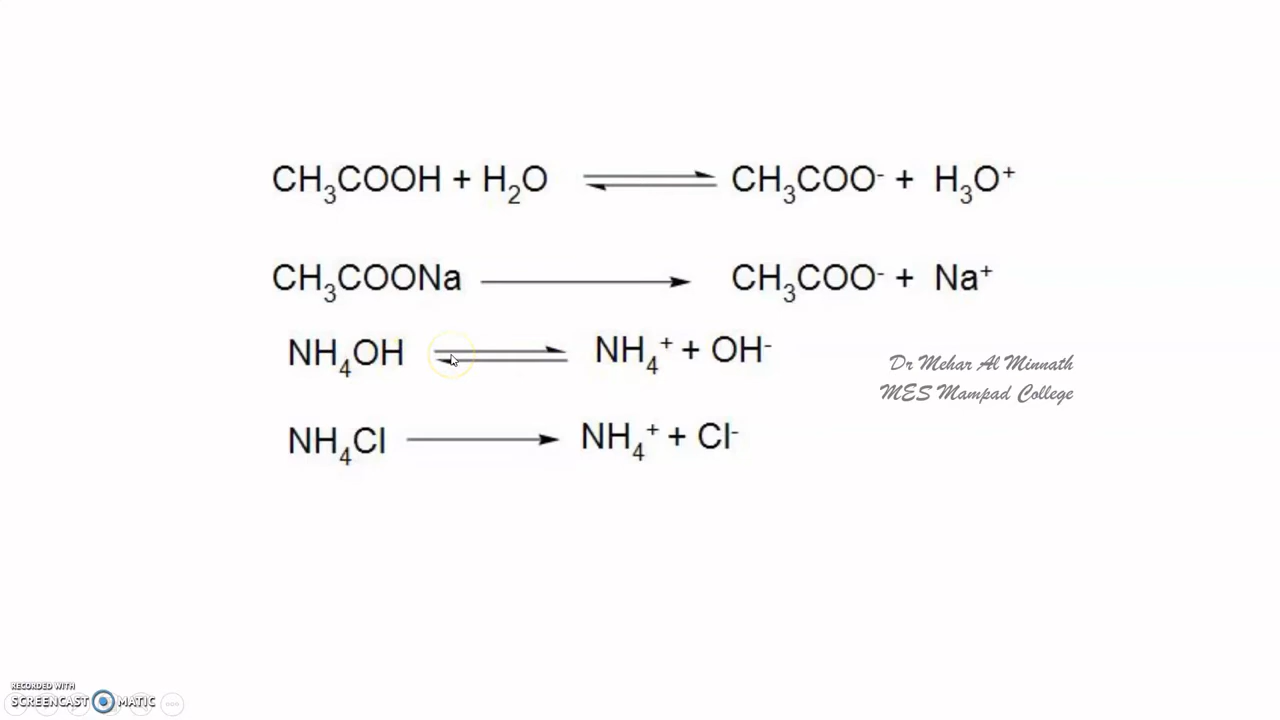 CH₃COOH + H₂O ⇌ CH₃COO⁻ + H₃O⁺
CH₃COONa ⟶ CH₃COO⁻ + Na⁺
NH₄OH ⇌ NH₄⁺ + OH⁻
Dr Mehar Al Minnath
MES Mampad College
NH₄Cl ⟶ NH₄⁺ + Cl⁻
RECORDED WITH
SCREENCAST MATIC